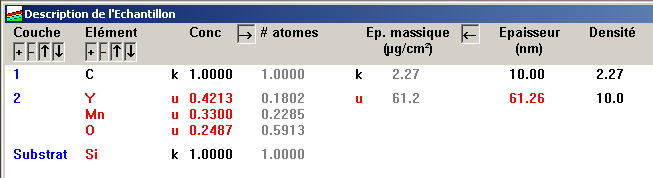 Description de l'Echantillon
Couche Elément Conc # atomes Ep. massique Epaisseur Densité
+ - ↑ ↓ + - ↑ ↓ → (µg/cm²) ← (nm)
1 C k 1.0000 1.0000 k 2.27 10.00 2.27
2 Y u 0.4213 0.1802 u 61.2 61.26 10.0
Mn u 0.3300 0.2285
O u 0.2487 0.5913
Substrat Si k 1.0000 1.0000